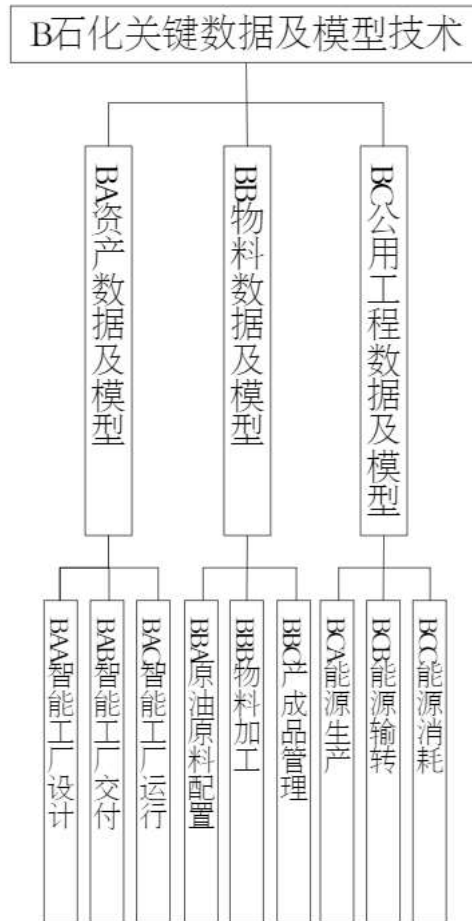 B石化关键数据及模型技术
BA资产数据及模型
BB物料数据及模型
BC公用工程数据及模型
BAA智能工厂设计
BAB智能工厂交付
BAC智能工厂运行
BBA原油原料配置
BBB物料加工
BBC产成品管理
BCA能源生产
BCB能源输转
BCC能源消耗